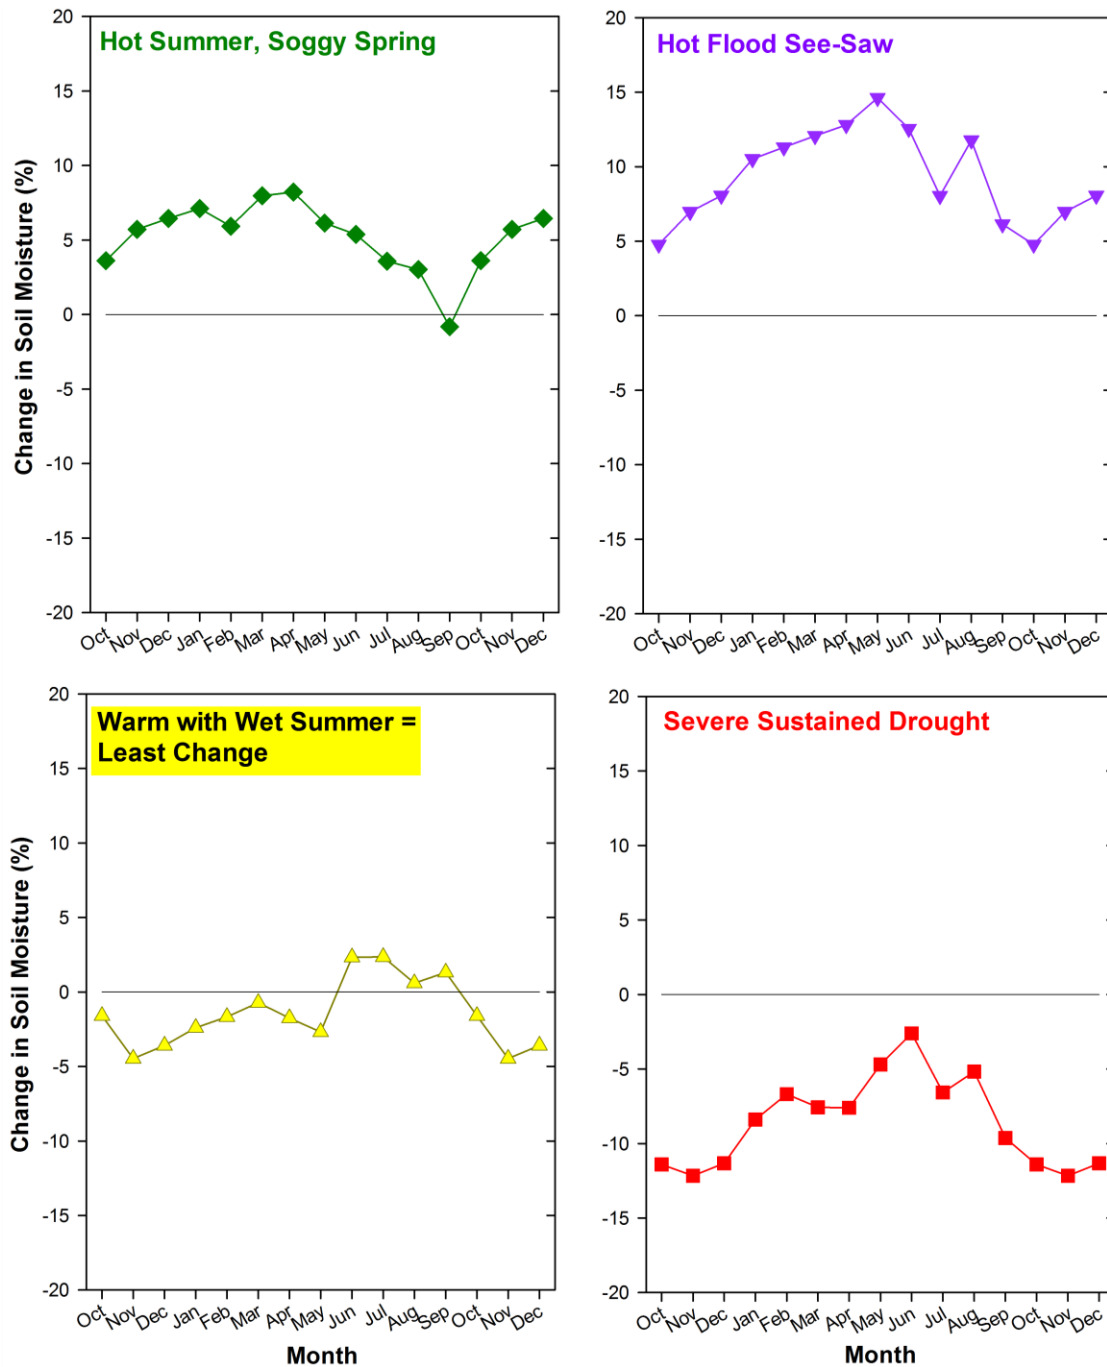 Hot Summer, Soggy Spring
Change in Soil Moisture (%)
20
15
10
5
0
-5
-10
-15
-20
Oct Nov Dec Jan Feb Mar Apr May Jun Jul Aug Sep Oct Nov Dec
Hot Flood See-Saw
20
15
10
5
0
-5
-10
-15
-20
Oct Nov Dec Jan Feb Mar Apr May Jun Jul Aug Sep Oct Nov Dec
Warm with Wet Summer =
Least Change
Change in Soil Moisture (%)
20
15
10
5
0
-5
-10
-15
-20
Oct Nov Dec Jan Feb Mar Apr May Jun Jul Aug Sep Oct Nov Dec
Month
Severe Sustained Drought
20
15
10
5
0
-5
-10
-15
-20
Oct Nov Dec Jan Feb Mar Apr May Jun Jul Aug Sep Oct Nov Dec
Month